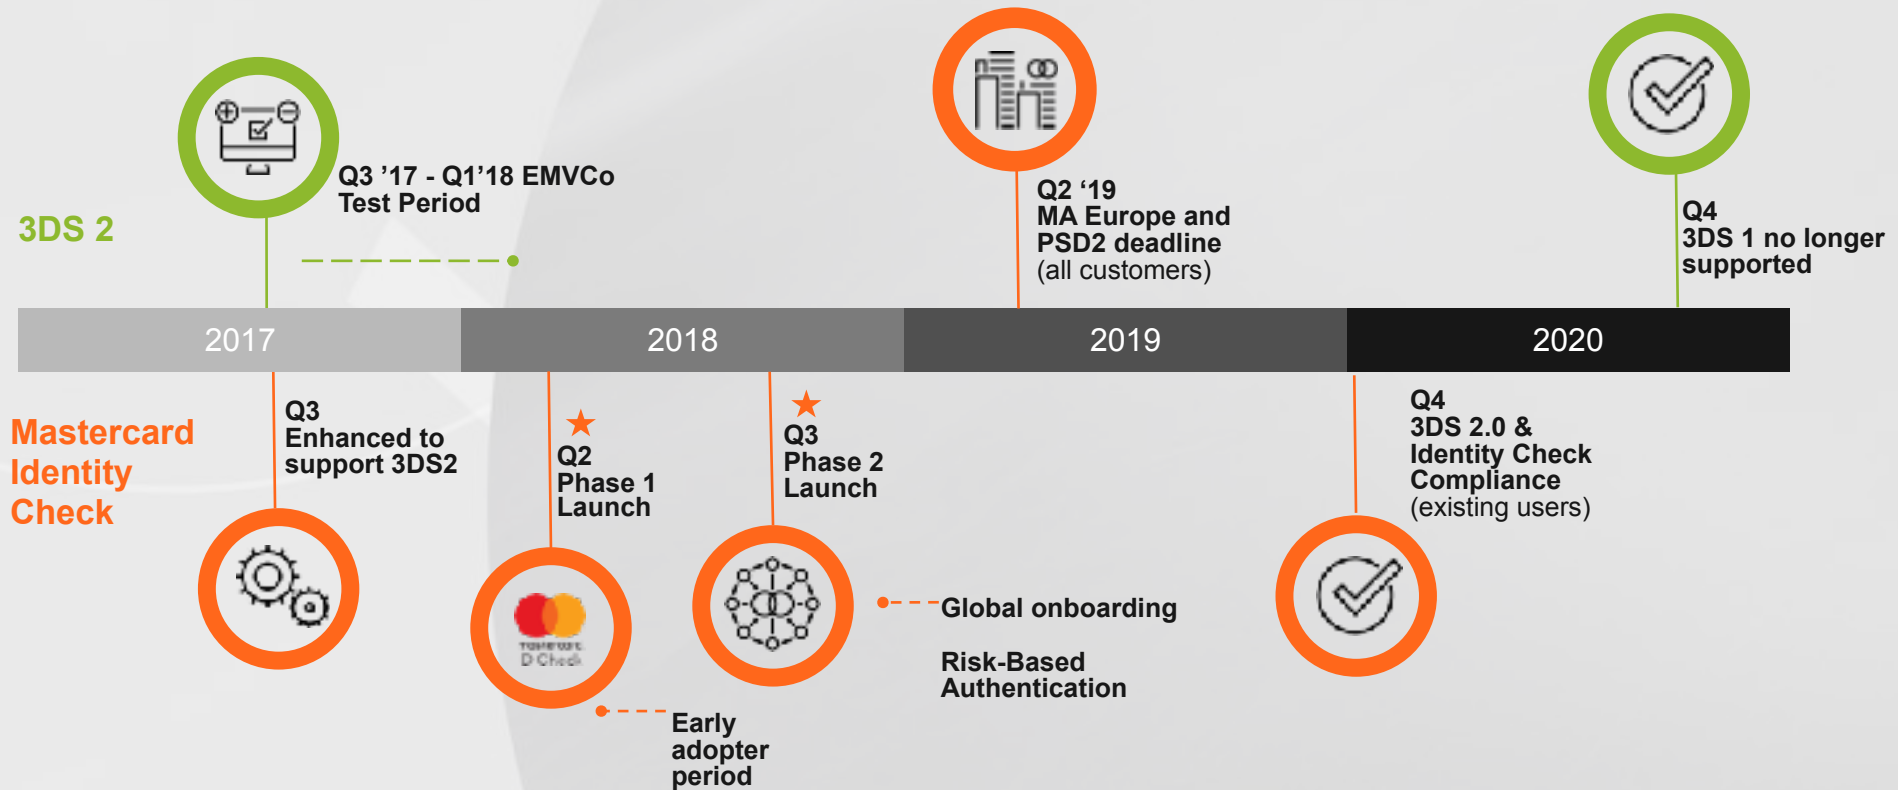 Q3 ’17 - Q1’18 EMVCo
Test Period
3DS 2
Q2 ‘19
MA Europe and
PSD2 deadline
(all customers)
Q4
3DS 1 no longer
supported
2017
2018
2019
2020
Mastercard
Identity
Check
Q3
Enhanced to
support 3DS2
Q2
Phase 1
Launch
Q3
Phase 2
Launch
Q4
3DS 2.0 &
Identity Check
Compliance
(existing users)
D Check
Global onboarding
Risk-Based
Authentication
Early
adopter
period